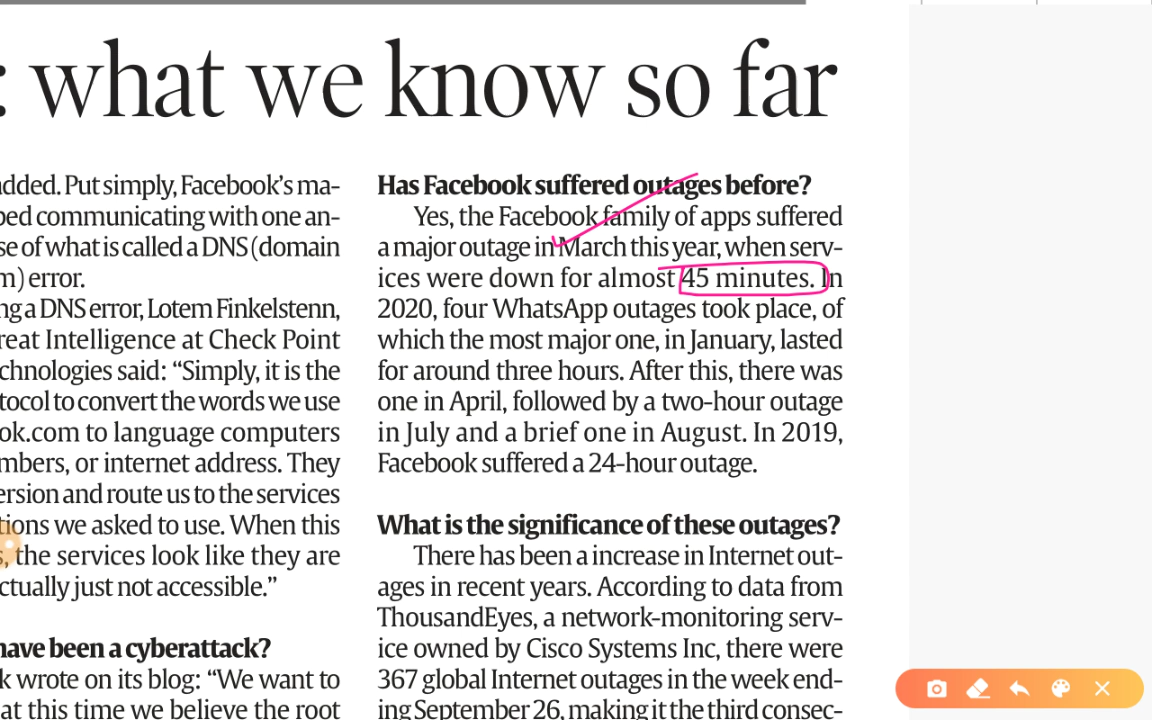 : what we know so far
added. Put simply, Facebook's ma-
ped communicating with one an-
se of what is called a DNS (domain
m) error.
ng a DNS error, Lotem Finkelstenn,
reat Intelligence at Check Point
chnologies said: “Simply, it is the
tocol to convert the words we use
ok.com to language computers
mbers, or internet address. They
ersion and route us to the services
tions we asked to use. When this
s, the services look like they are
ctually just not accessible.”
have been a cyberattack?
k wrote on its blog: “We want to
at this time we believe the root
Has Facebook suffered outages before?
Yes, the Facebook family of apps suffered
a major outage in March this year, when serv-
ices were down for almost 45 minutes. In
2020, four WhatsApp outages took place, of
which the most major one, in January, lasted
for around three hours. After this, there was
one in April, followed by a two-hour outage
in July and a brief one in August. In 2019,
Facebook suffered a 24-hour outage.
What is the significance of these outages?
There has been a increase in Internet out-
ages in recent years. According to data from
ThousandEyes, a network-monitoring serv-
ice owned by Cisco Systems Inc, there were
367 global Internet outages in the week end-
ing September 26, making it the third consec-